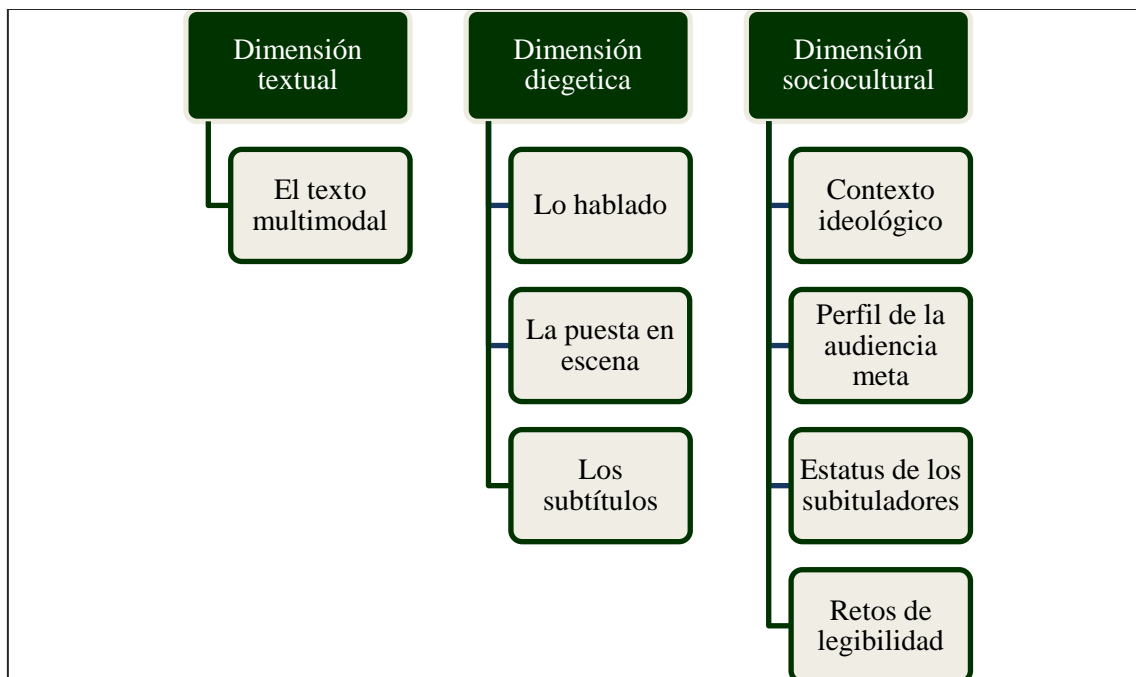 Dimensión
textual
El texto
multimodal
Dimensión
diegetica
Lo hablado
La puesta en
escena
Los
subtítulos
Dimensión
sociocultural
Contexto
ideológico
Perfil de la
audiencia
meta
Estatus de los
subituladores
Retos de
legibilidad